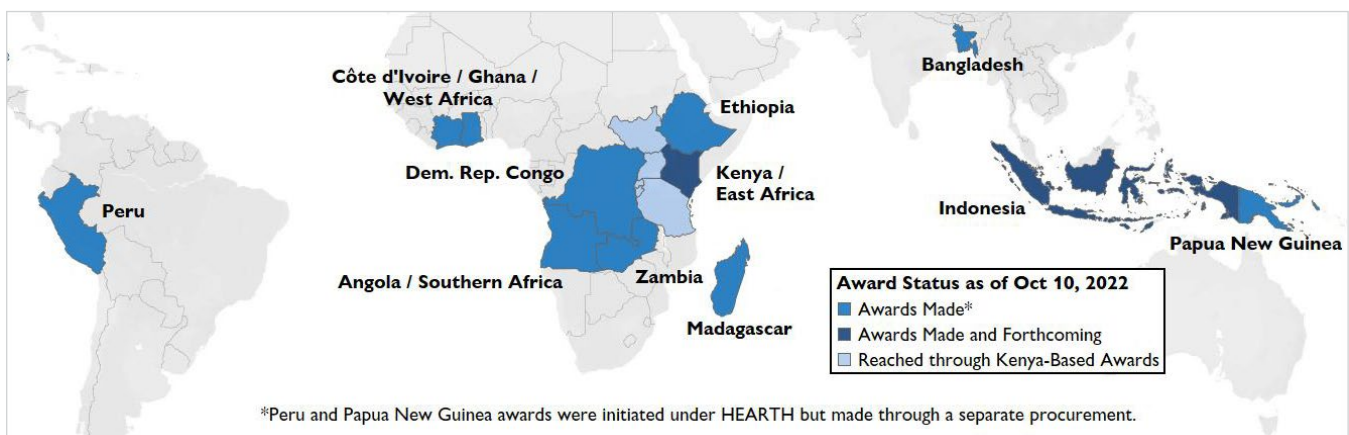 Côte d'Ivoire / Ghana /
West Africa
Ethiopia
Bangladesh
Dem. Rep. Congo
Kenya /
East Africa
Peru
Indonesia
Papua New Guinea
Angola / Southern Africa
Zambia
Madagascar
Award Status as of Oct 10, 2022
Awards Made*
Awards Made and Forthcoming
Reached through Kenya-Based Awards
*Peru and Papua New Guinea awards were initiated under HEARTH but made through a separate procurement.